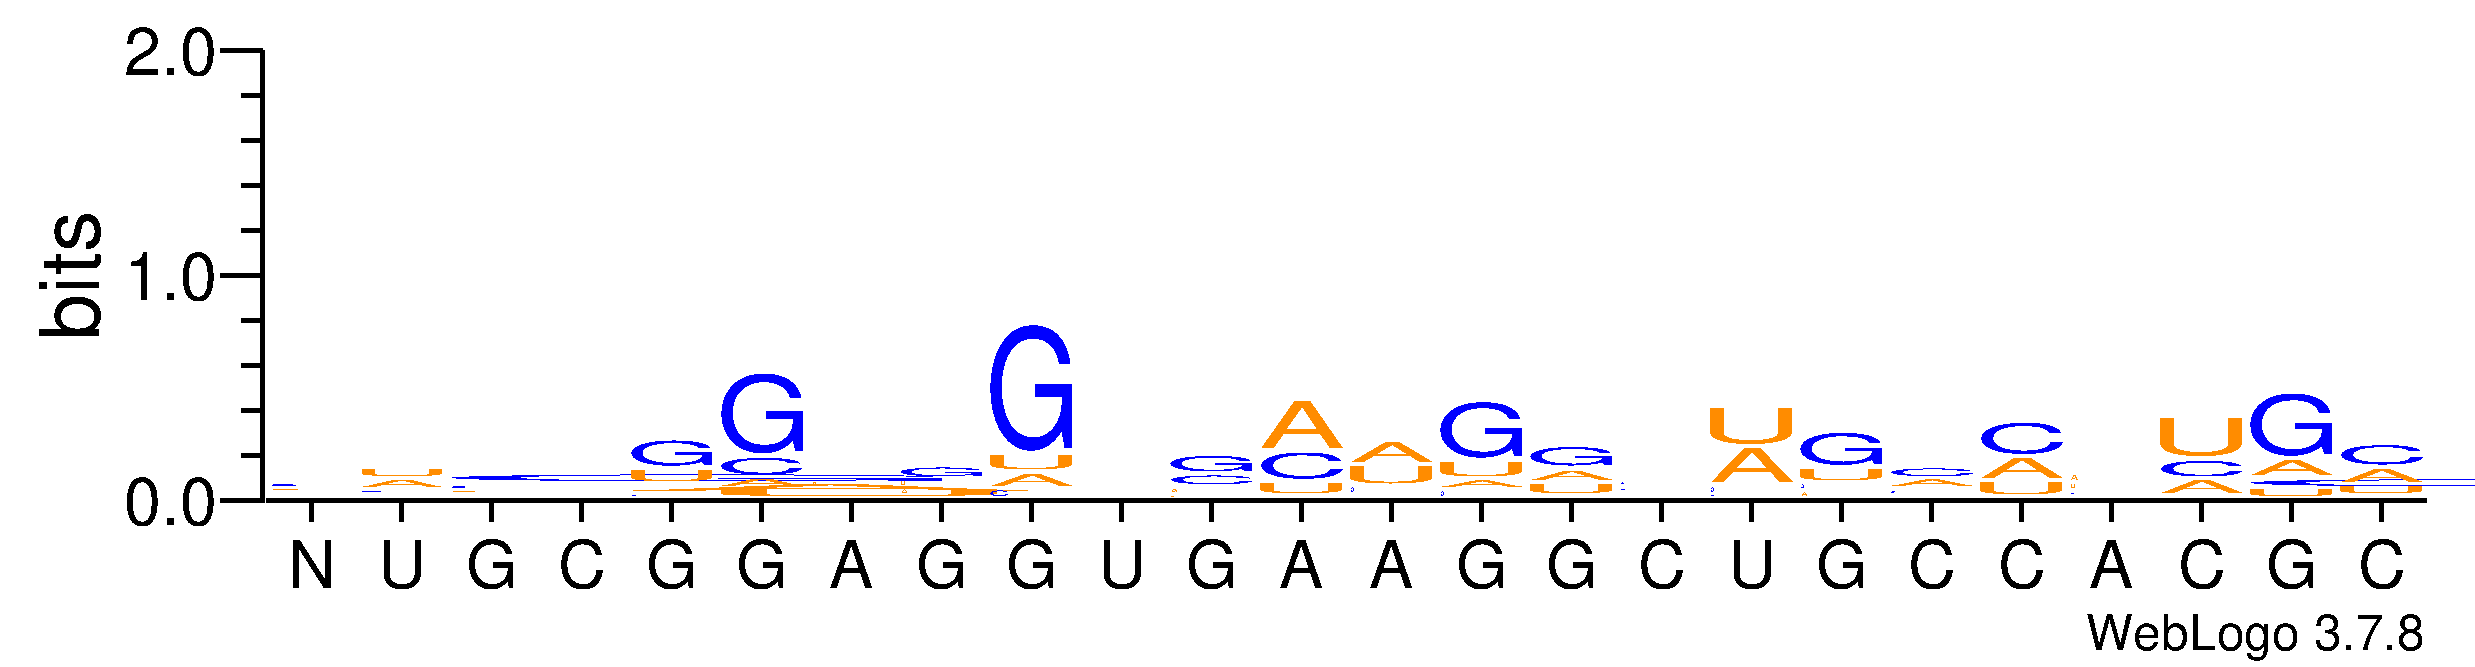 2.0
bits
1.0
0.0
N U G C G G A G G U G A A G G C U G C C A C G C
WebLogo 3.7.8